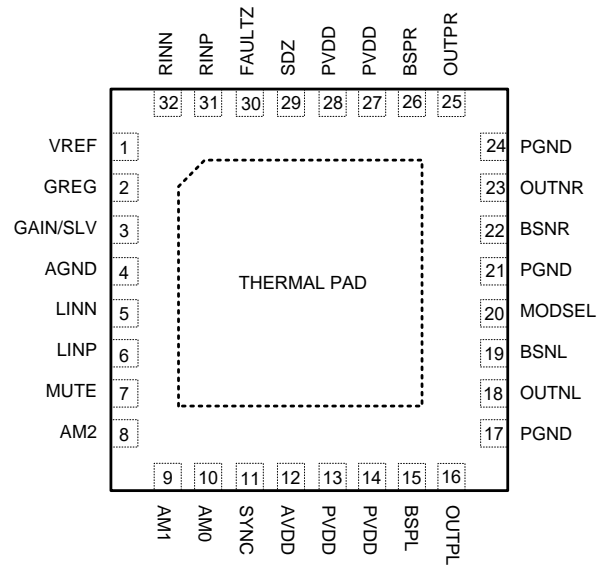 RINN
RINP
FAULTZ
SDZ
PVDD
PVDD
BSPR
OUTPR
32 31 30 29 28 27 26 25
VREF 1
GREG 2
GAIN/SLV 3
AGND 4
LINN 5
LINP 6
MUTE 7
AM2 8
THERMAL PAD
24 PGND
23 OUTNR
22 BSNR
21 PGND
20 MODSEL
19 BSNL
18 OUTNL
17 PGND
9 10 11 12 13 14 15 16
AM1
AM0
SYNC
AVDD
PVDD
PVDD
BSPL
OUTPL